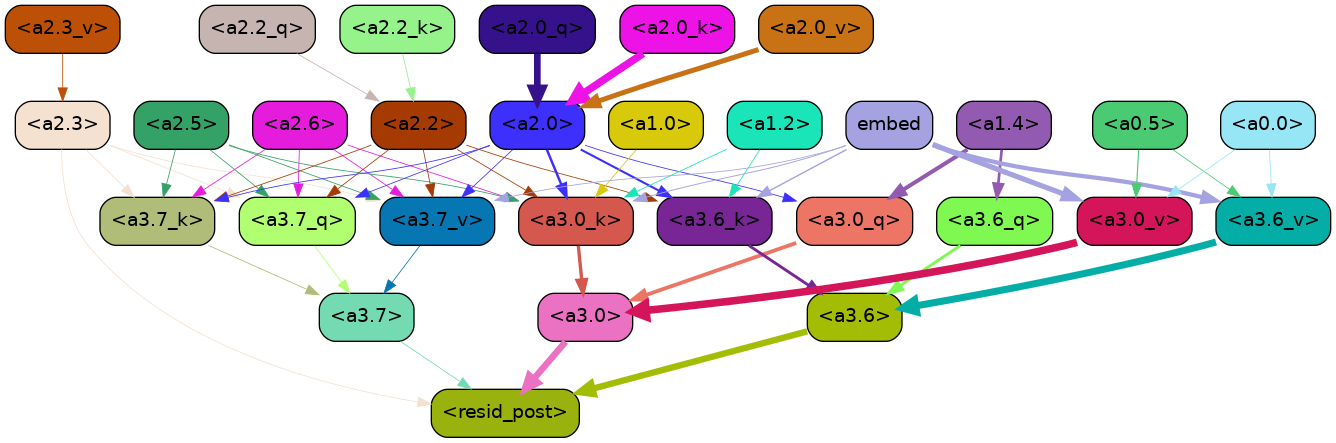 <a2.3_v> <a2.2_q> <a2.2_k> <a2.0_q> <a2.0_k> <a2.0_v>
<a2.3> <a2.5> <a2.6> <a2.2> <a2.0> <a1.0> <a1.2> embed <a1.4> <a0.5> <a0.0>
<a3.7_k> <a3.7_q> <a3.7_v> <a3.0_k> <a3.6_k> <a3.0_q> <a3.6_q> <a3.0_v> <a3.6_v>
<a3.7> <a3.0> <a3.6>
<resid_post>